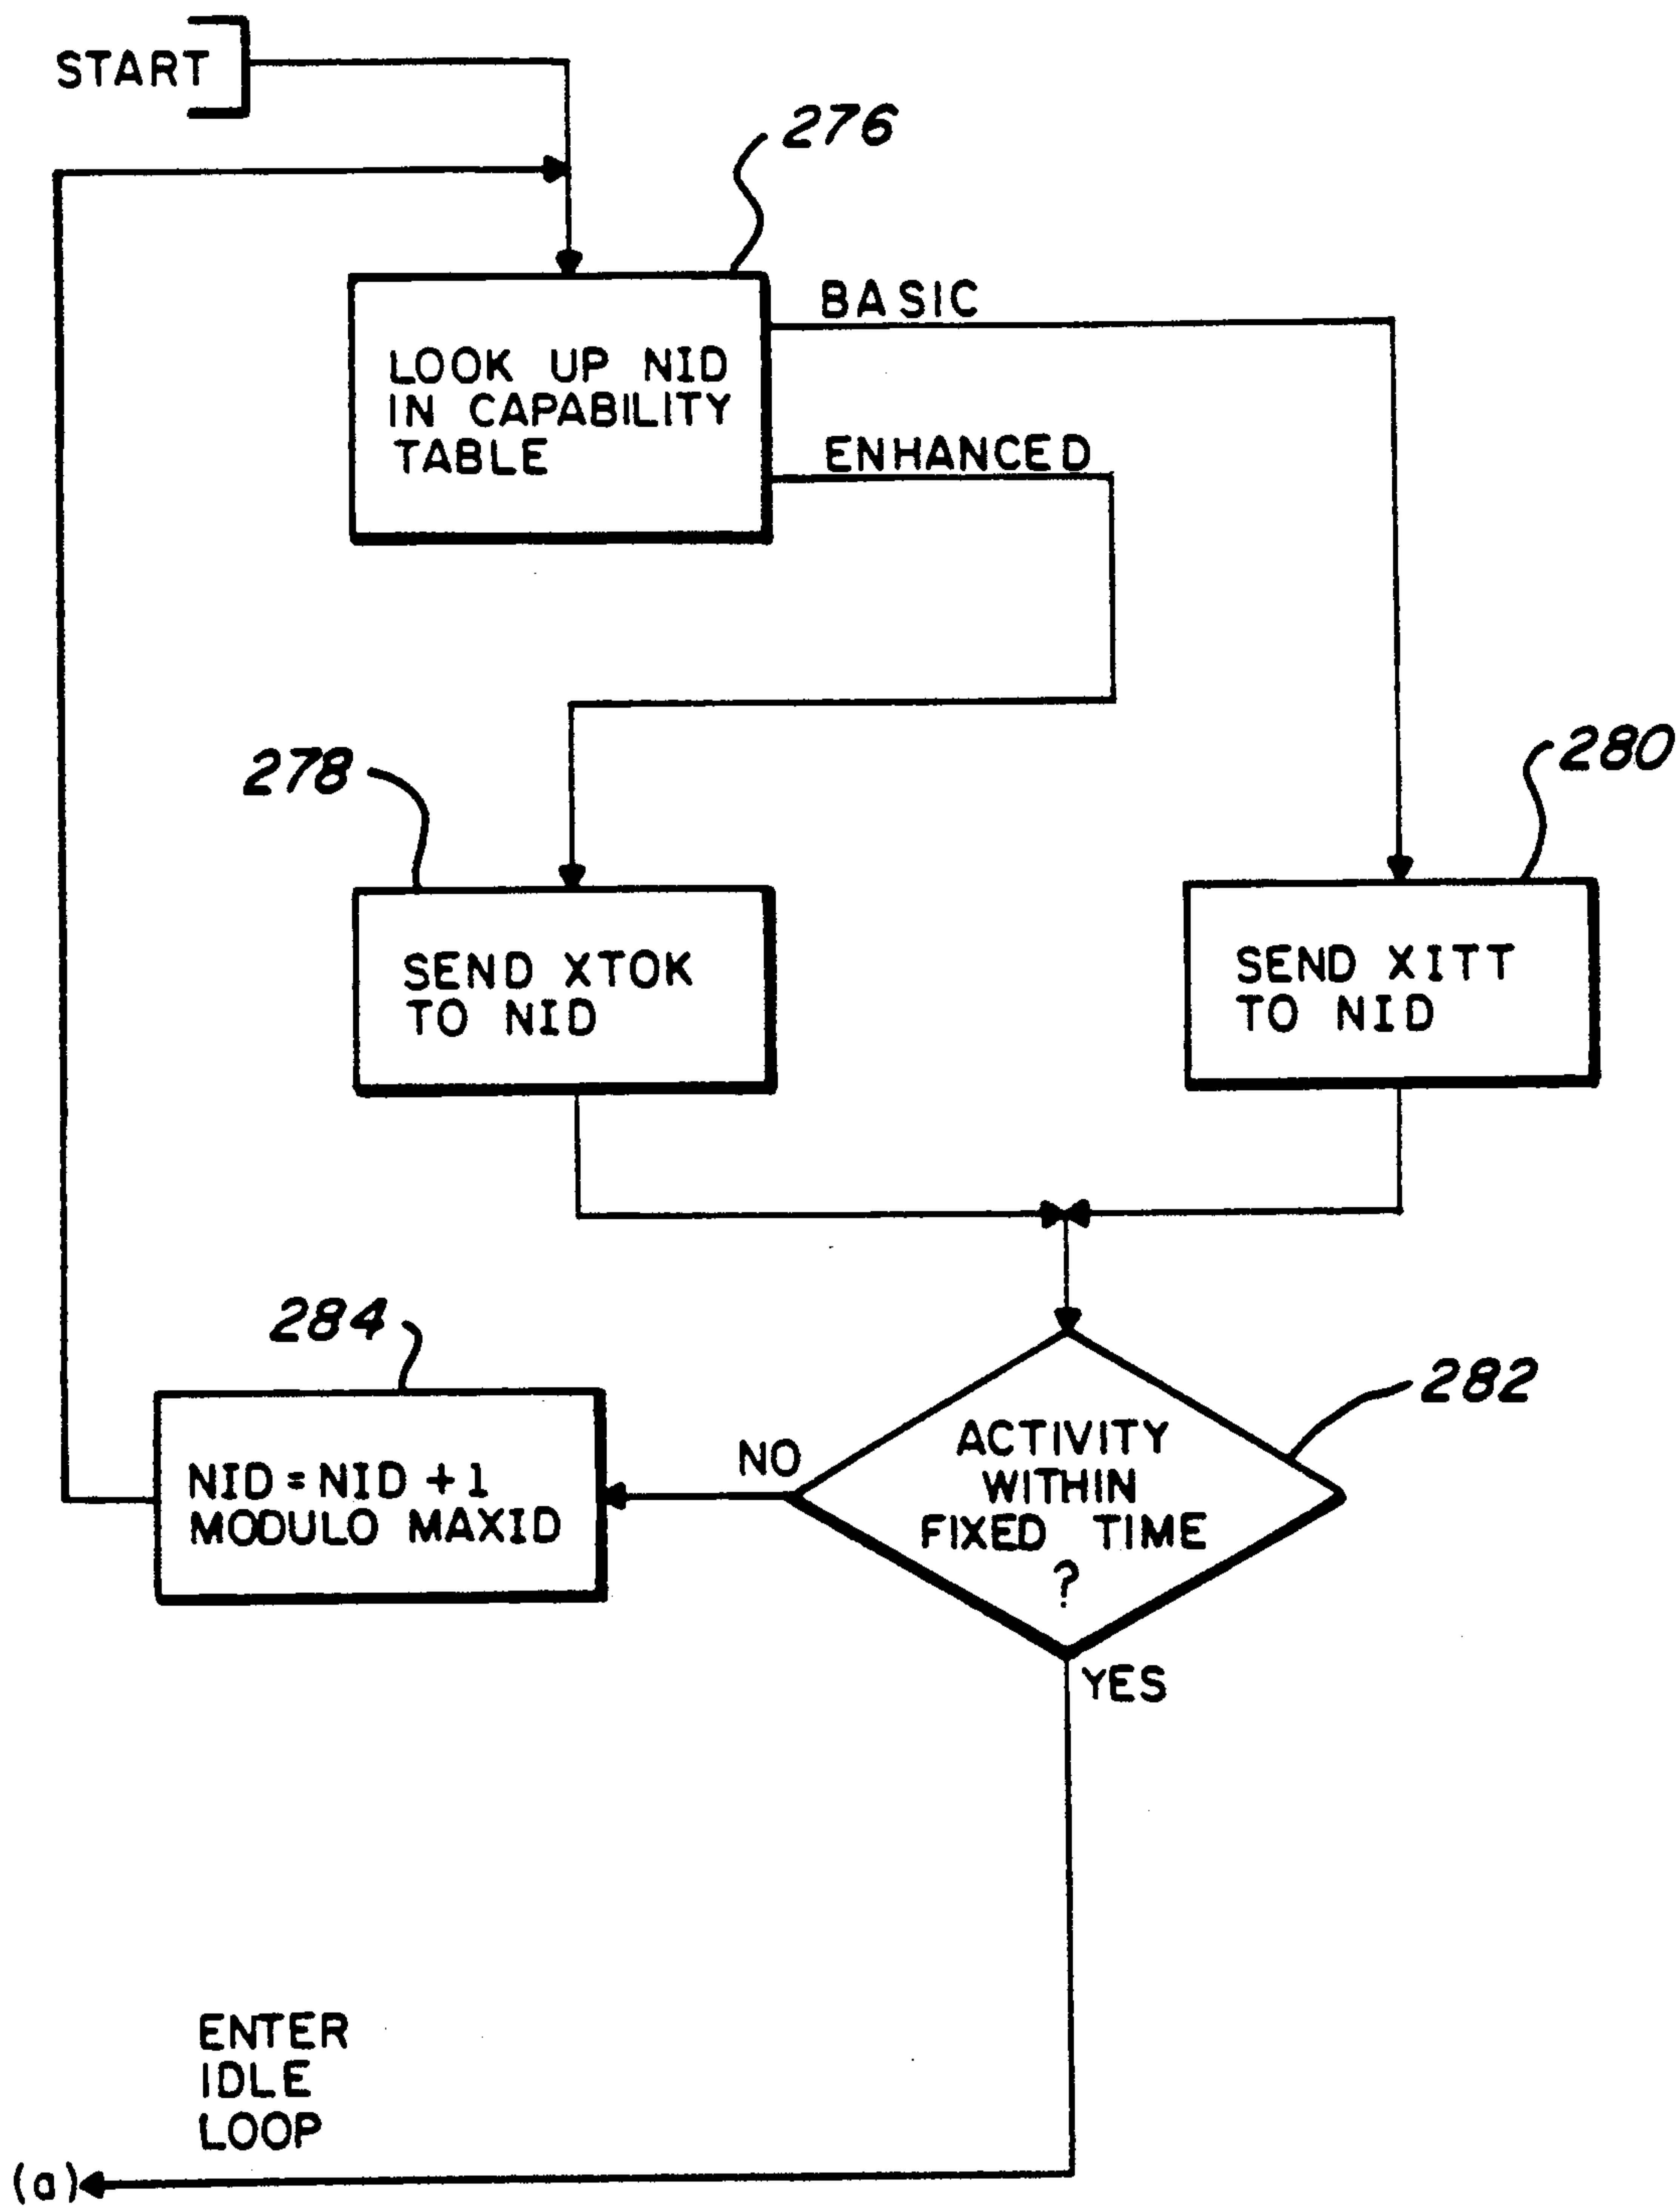 START
276
BASIC
LOOK UP NID
IN CAPABILITY
TABLE
ENHANCED
278
280
SEND XTOK
TO NID
SEND XITT
TO NID
284
282
NO
ACTIVITY
WITHIN
FIXED TIME
?
NID = NID + 1
MODULO MAXID
YES
ENTER
IDLE
LOOP
(a)